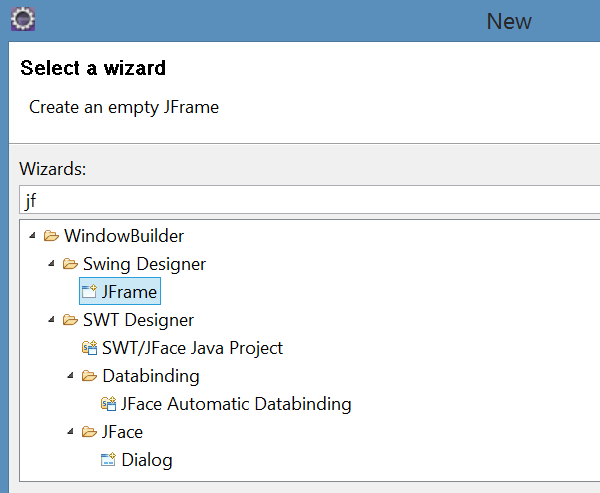 New
Select a wizard
Create an empty JFrame
Wizards:
jf
WindowBuilder
Swing Designer
JFrame
SWT Designer
SWT/JFace Java Project
Databinding
JFace Automatic Databinding
JFace
Dialog